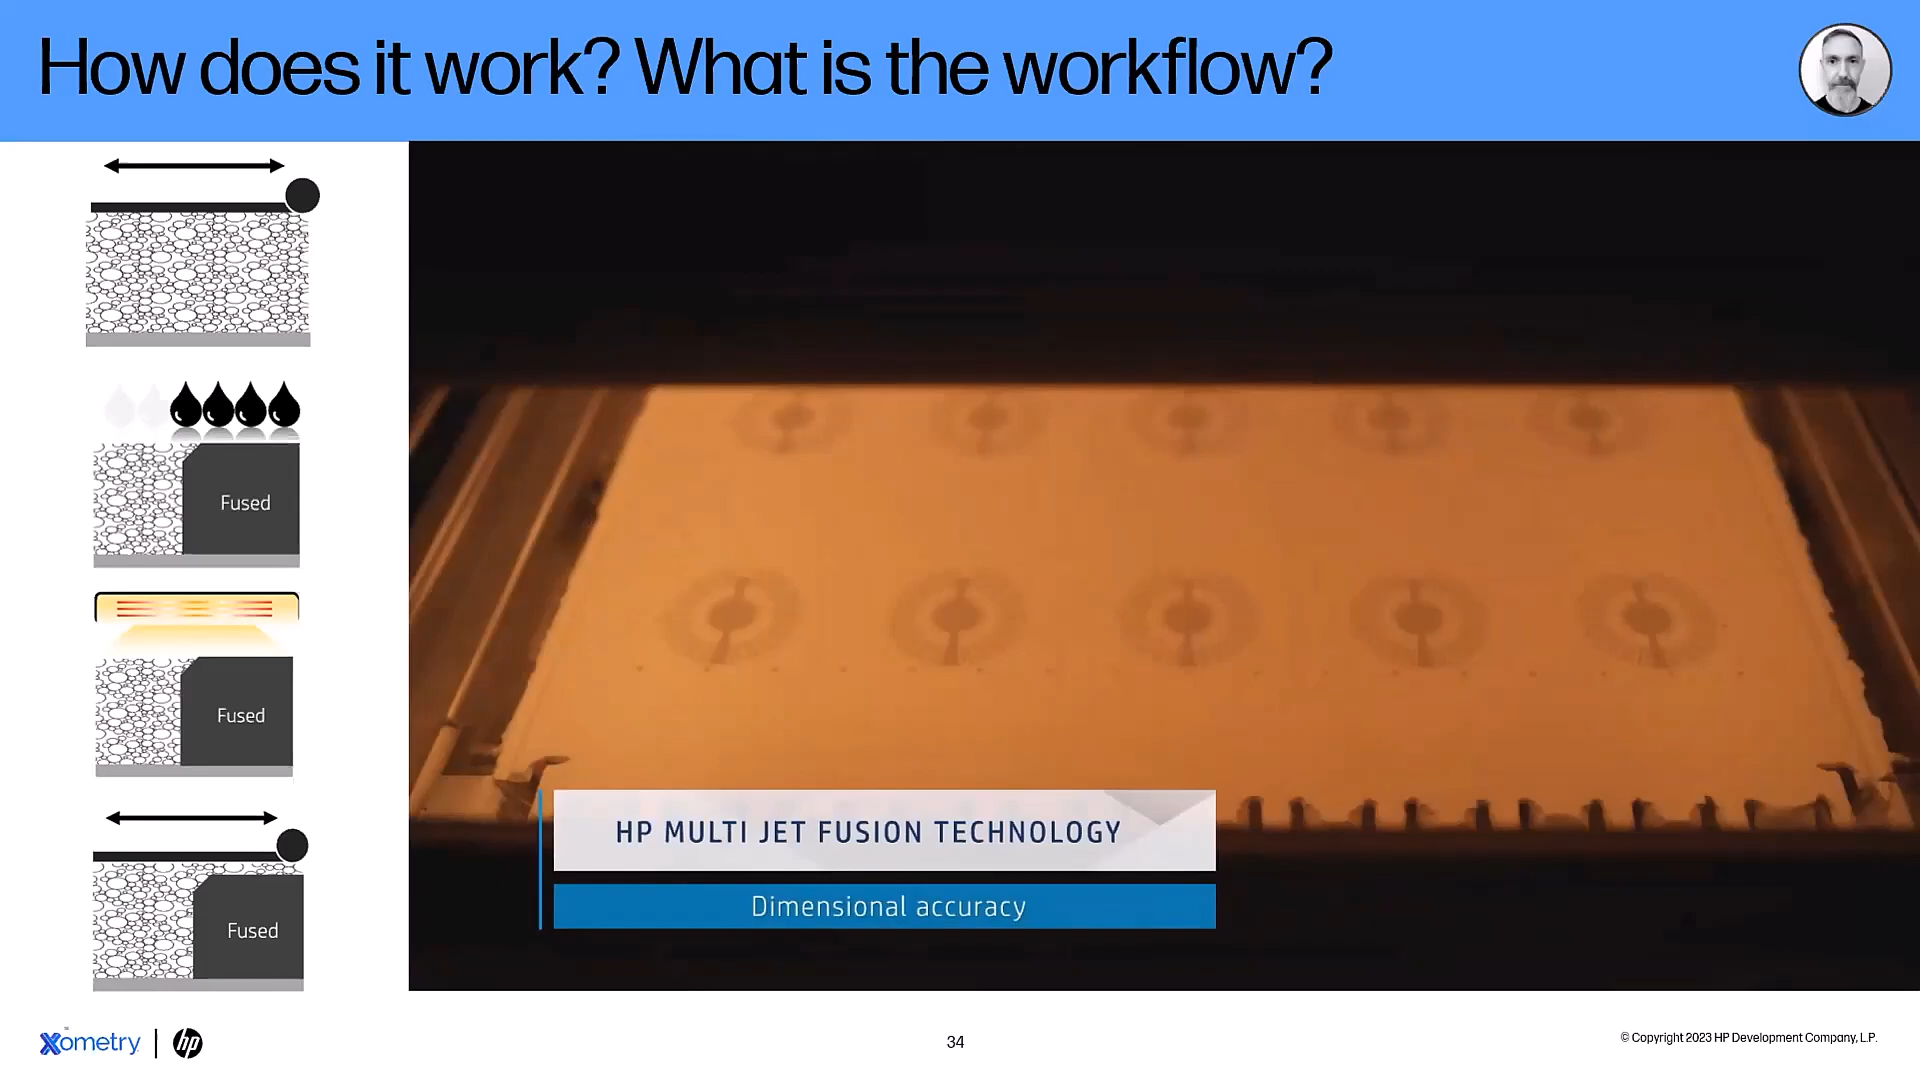 How does it work? What is the workflow?
Fused
Fused
Fused
HP MULTI JET FUSION TECHNOLOGY
Dimensional accuracy
Xometry
hp
34
© Copyright 2023 HP Development Company, L.P.